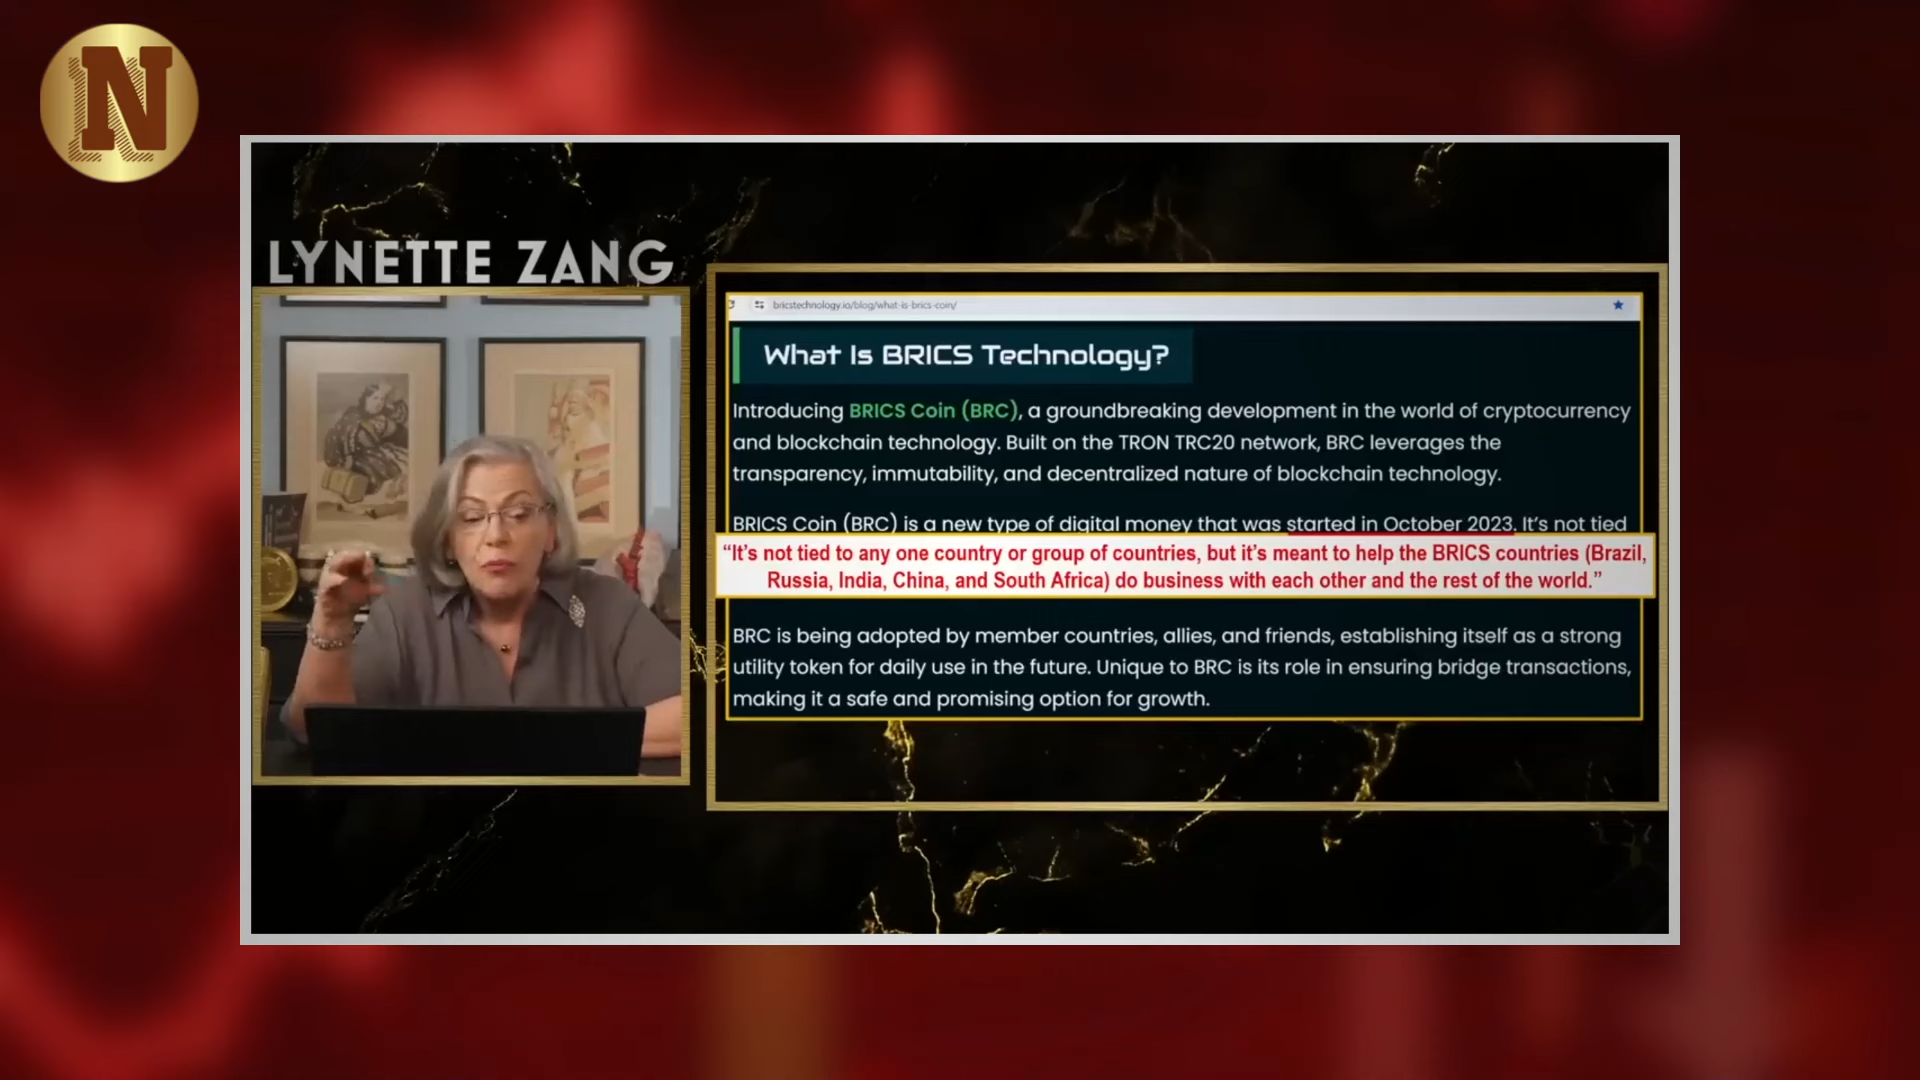 N
LYNETTE ZANG
bricstechnology.io/blog/what-is-brics-coin/
What Is BRICS Technology?
Introducing BRICS Coin (BRC), a groundbreaking development in the world of cryptocurrency
and blockchain technology. Built on the TRON TRC20 network, BRC leverages the
transparency, immutability, and decentralized nature of blockchain technology.
BRICS Coin (BRC) is a new type of digital money that was started in October 2023. It's not tied
“It’s not tied to any one country or group of countries, but it’s meant to help the BRICS countries (Brazil,
Russia, India, China, and South Africa) do business with each other and the rest of the world.”
BRC is being adopted by member countries, allies, and friends, establishing itself as a strong
utility token for daily use in the future. Unique to BRC is its role in ensuring bridge transactions,
making it a safe and promising option for growth.